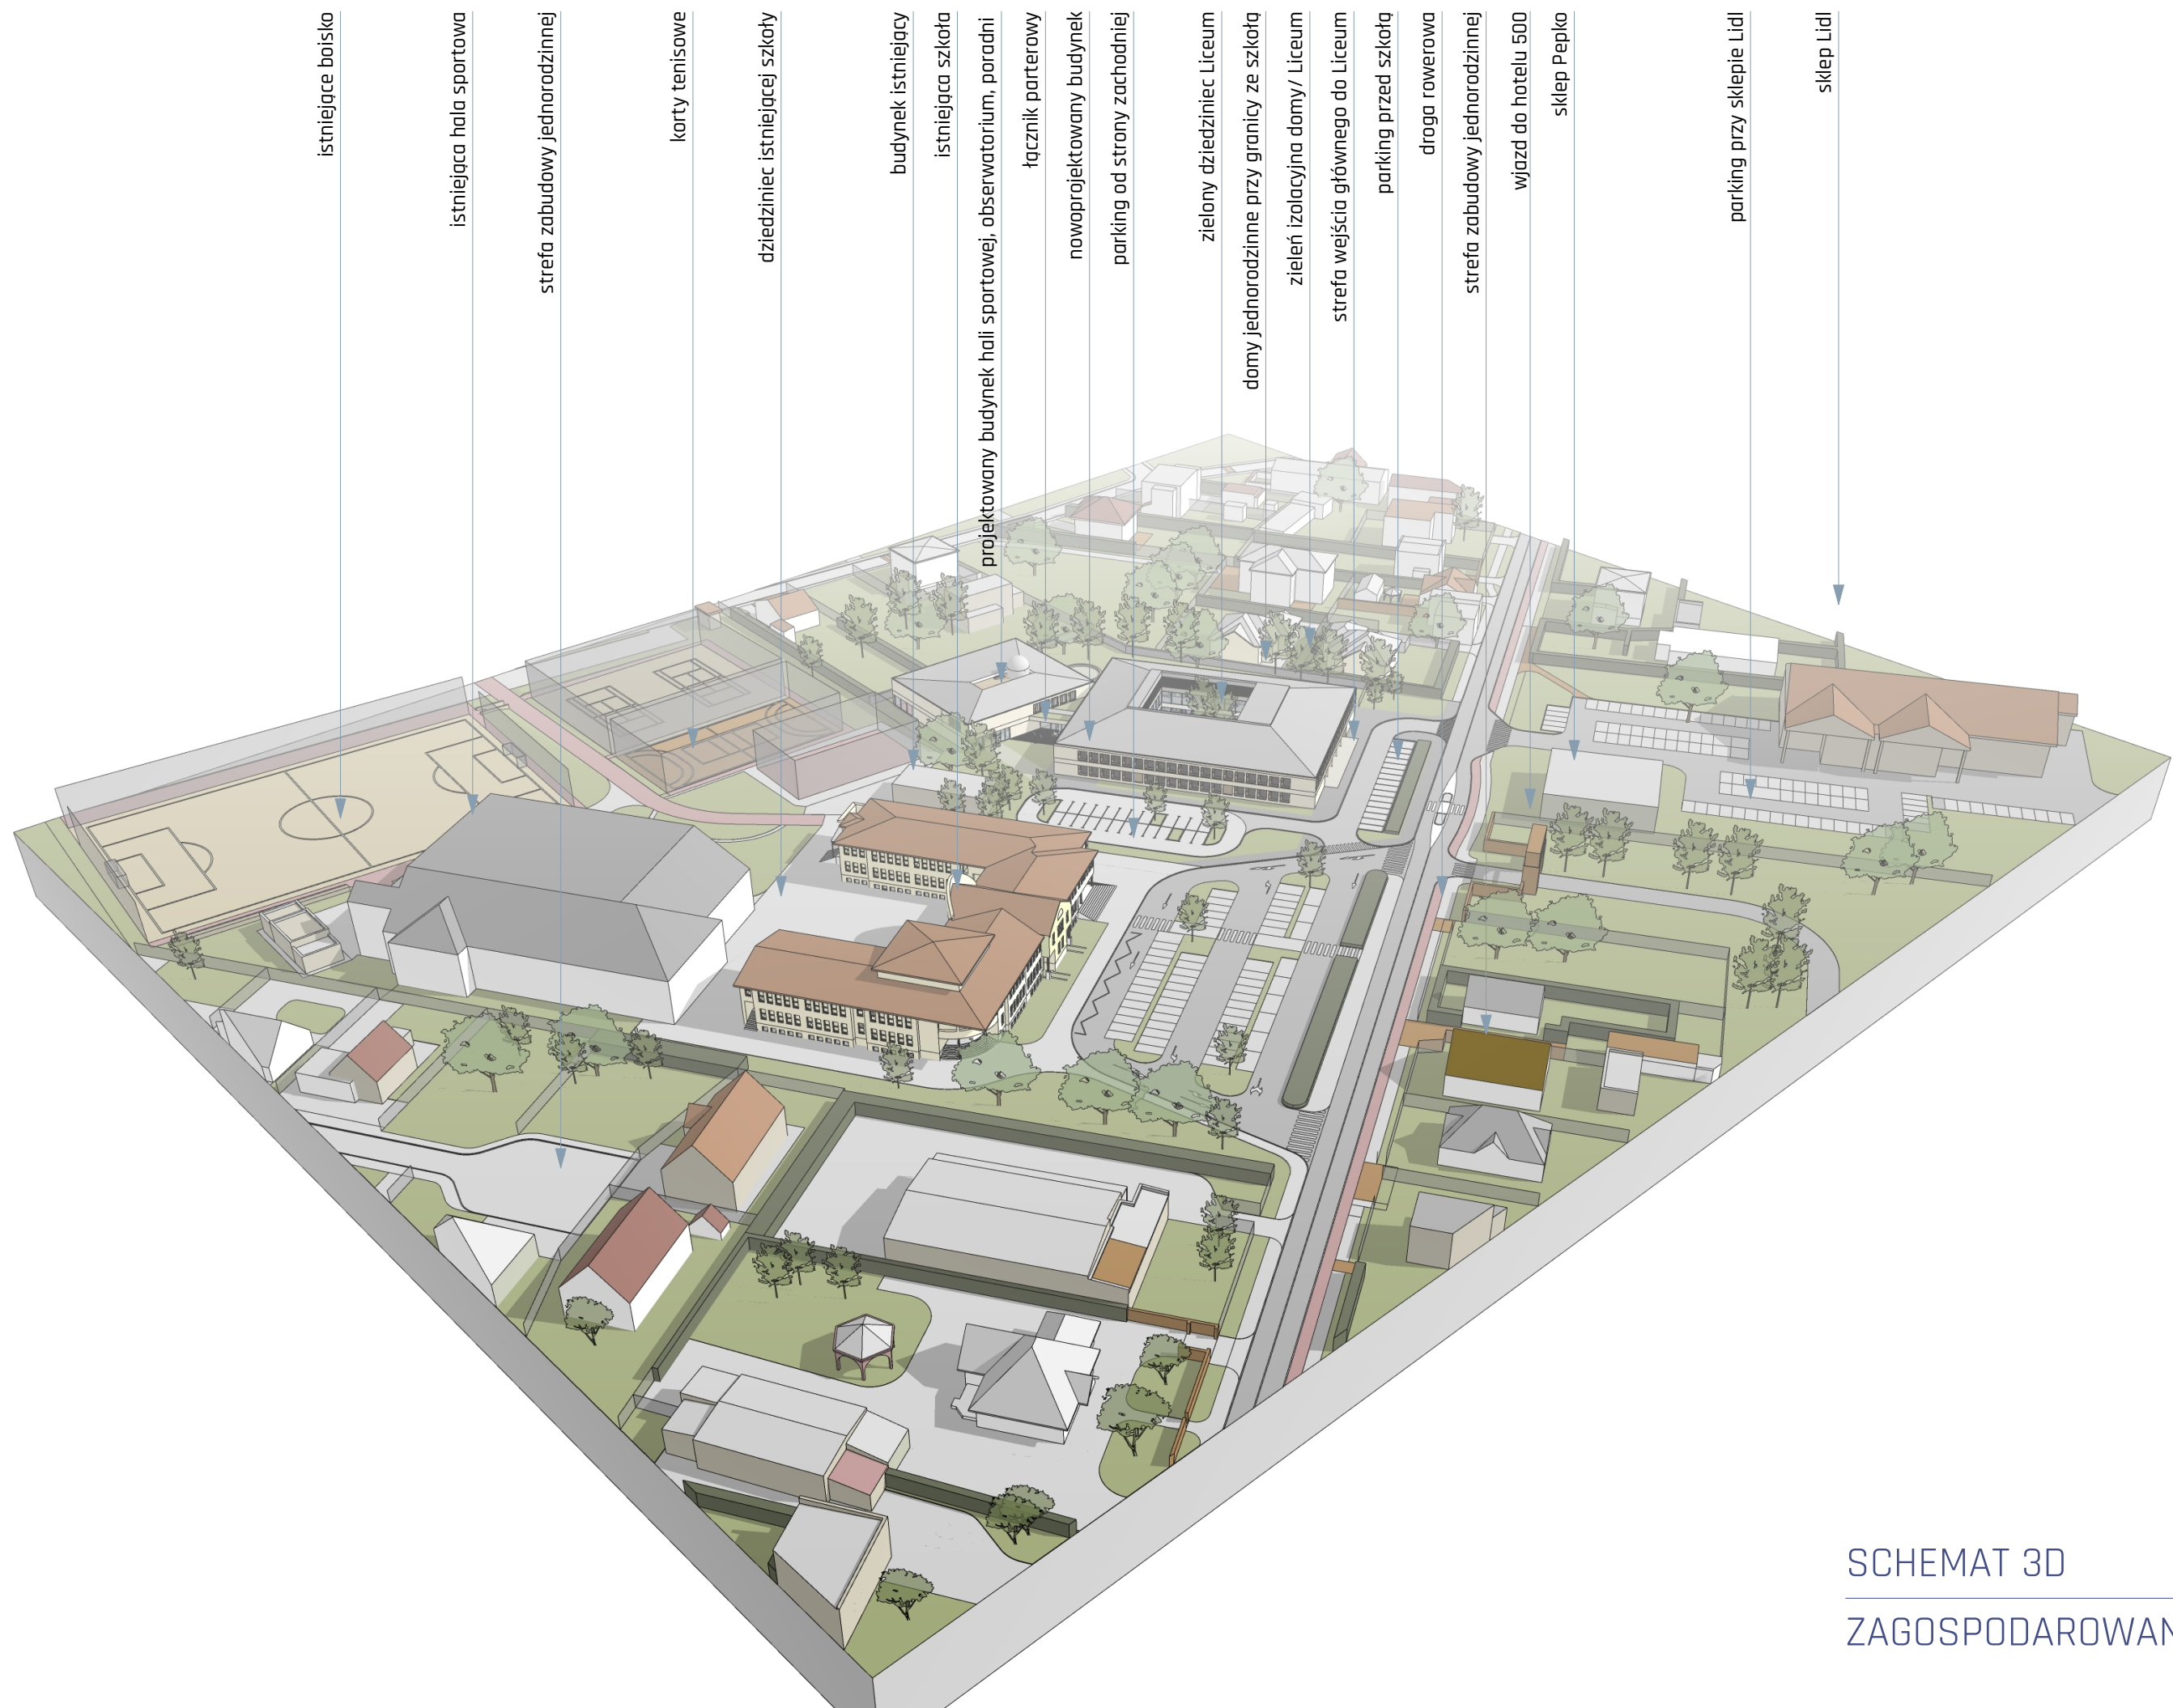 istniejące boisko
istniejąca hala sportowa
strefa zabudowy jednorodzinnej
korty tenisowe
dziedziniec istniejącej szkoły
budynek istniejący
istniejąca szkoła
projektowany budynek hali sportowej, obserwatorium, poradni
łącznik parterowy
nowoprojektowany budynek
parking od strony zachodniej
zielony dziedziniec Liceum
domy jednorodzinne przy granicy ze szkołą
zieleń izolacyjna domy/ Liceum
strefa wejścia głównego do Liceum
parking przed szkołą
droga rowerowa
strefa zabudowy jednorodzinnej
wjazd do hotelu 500
sklep Pepko
parking przy sklepie Lidl
sklep Lidl
SCHEMAT 3D
ZAGOSPODAROWAN